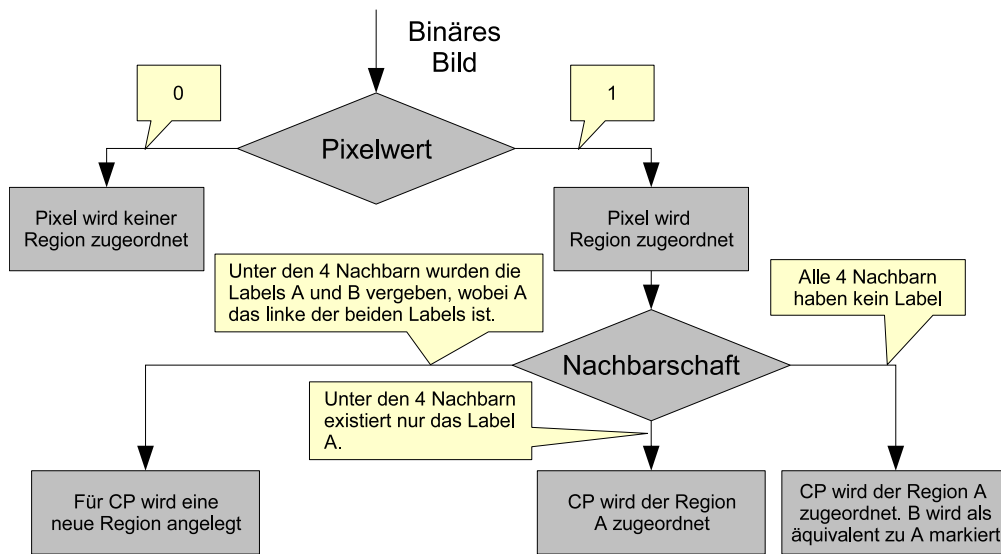 Binäres
Bild
0
1
Pixelwert
Pixel wird keiner
Region zugeordnet
Pixel wird
Region zugeordnet
Unter den 4 Nachbarn wurden die
Labels A und B vergeben, wobei A
das linke der beiden Labels ist.
Alle 4 Nachbarn
haben kein Label
Nachbarschaft
Unter den 4 Nachbarn
existiert nur das Label
A.
Für CP wird eine
neue Region angelegt
CP wird der Region
A zugeordnet
CP wird der Region A
zugeordnet. B wird als
äquivalent zu A markiert